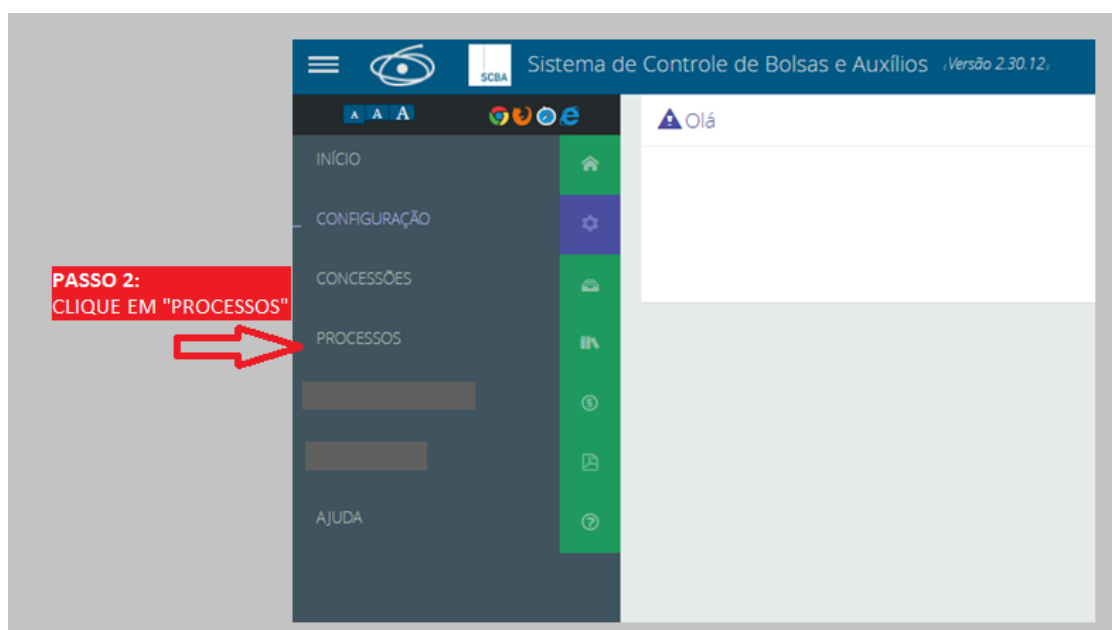 SCBA
Sistema de Controle de Bolsas e Auxílios (Versão 2.30.12)
A A A
Olá
INÍCIO
CONFIGURAÇÃO
CONCESSÕES
PASSO 2:
CLIQUE EM "PROCESSOS"
PROCESSOS
AJUDA